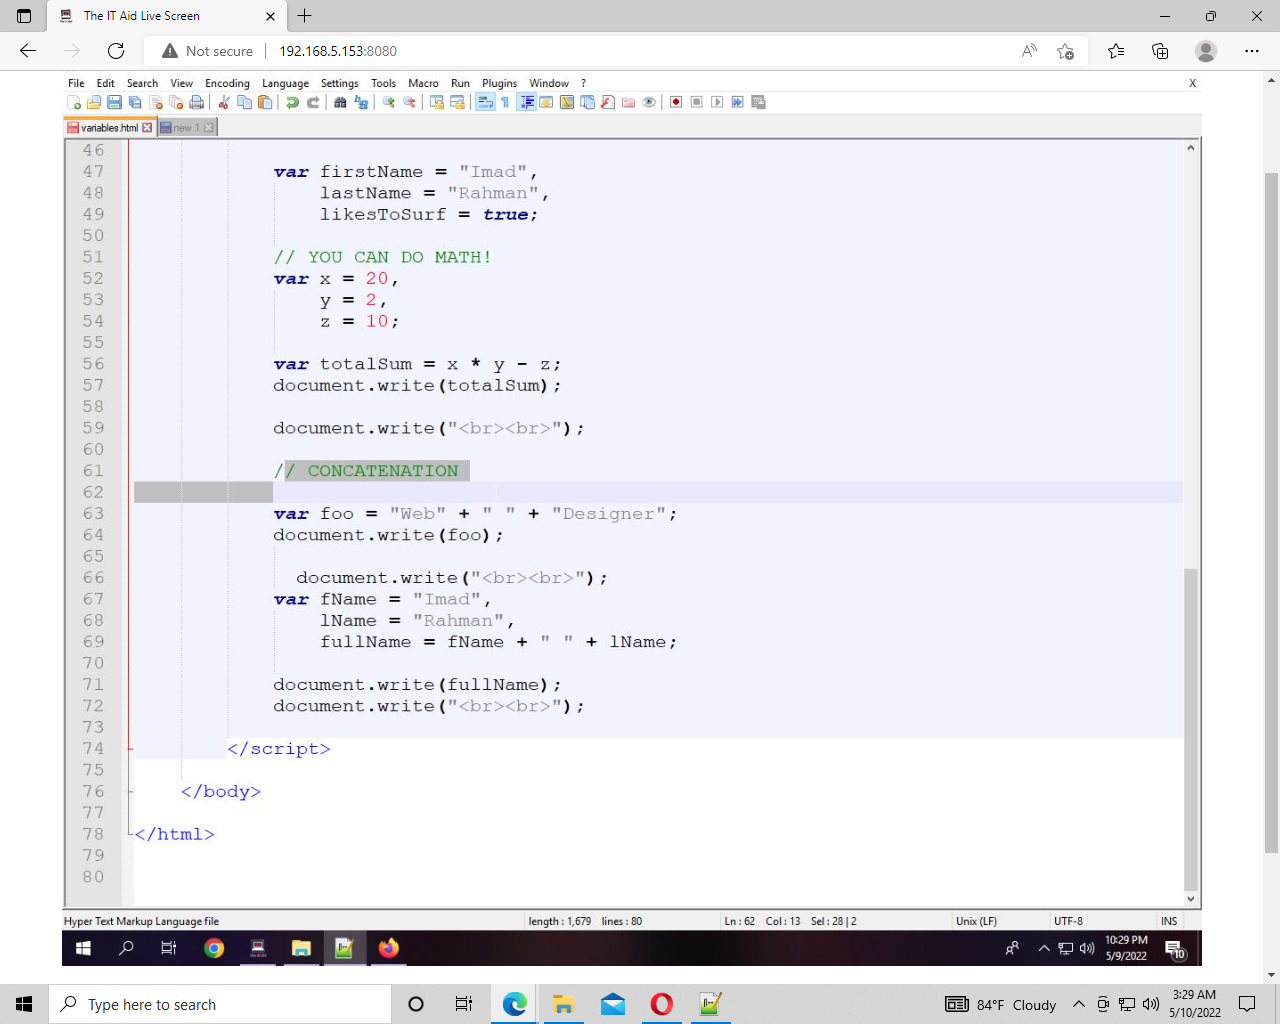 The IT Aid Live Screen
Not secure 192.168.5.153:8080
File Edit Search View Encoding Language Settings Tools Macro Run Plugins Window ? X
variables.html new 1
46
47 var firstName = "Imad",
48 lastName = "Rahman",
49 likesToSurf = true;
50
51 // YOU CAN DO MATH!
52 var x = 20,
53 y = 2,
54 z = 10;
55
56 var totalSum = x * y - z;
57 document.write(totalSum);
58
59 document.write("<br><br>");
60
61 // CONCATENATION
62
63 var foo = "Web" + " " + "Designer";
64 document.write(foo);
65
66 document.write("<br><br>");
67 var fName = "Imad",
68 lName = "Rahman",
69 fullName = fName + " " + lName;
70
71 document.write(fullName);
72 document.write("<br><br>");
73
74 </script>
75
76 </body>
77
78 </html>
79
80
Hyper Text Markup Language file length : 1,679 lines : 80 Ln : 62 Col : 13 Sel : 28 | 2 Unix (LF) UTF-8 INS
10:29 PM
5/9/2022
10
Type here to search 84°F Cloudy 3:29 AM
5/10/2022